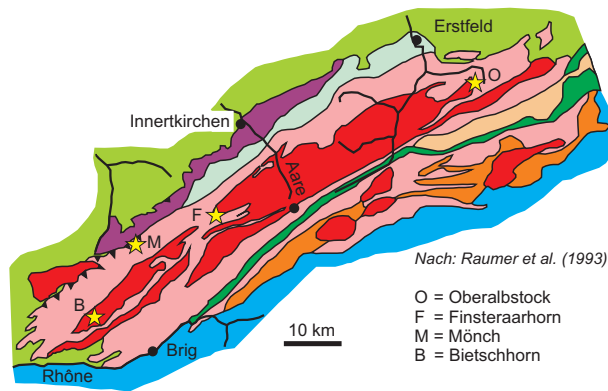 Erstfeld
O
Innertkirchen
Aare
F
M
Nach: Raumer et al. (1993)
O = Oberalbstock
F = Finsteraarhorn
M = Mönch
B = Bietschhorn
B
10 km
Brig
Rhône